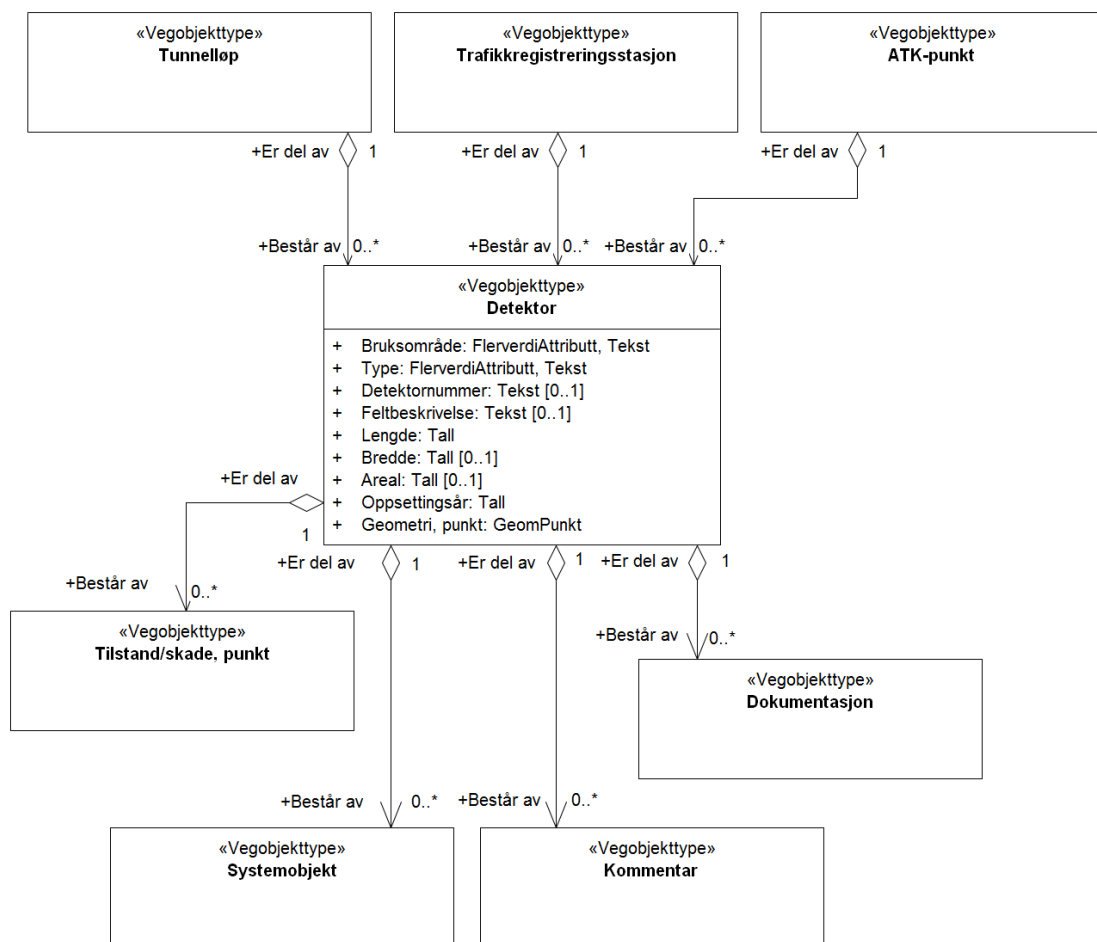 «Vegobjekttype»
Tunnelløp
«Vegobjekttype»
Trafikkregistreringsstasjon
«Vegobjekttype»
ATK-punkt
+Er del av 1
+Er del av 1
+Er del av 1
+Består av 0..*
+Består av 0..*
+Består av 0..*
«Vegobjekttype»
Detektor
+ Bruksområde: FlerverdiAttributt, Tekst
+ Type: FlerverdiAttributt, Tekst
+ Detektornummer: Tekst [0..1]
+ Feltbeskrivelse: Tekst [0..1]
+ Lengde: Tall
+ Bredde: Tall [0..1]
+ Areal: Tall [0..1]
+ Oppsettingsår: Tall
+ Geometri, punkt: GeomPunkt
+Er del av
1
+Er del av 1
+Er del av 1
+Er del av 1
+Består av 0..*
«Vegobjekttype»
Tilstand/skade, punkt
+Består av 0..*
«Vegobjekttype»
Dokumentasjon
+Består av 0..*
+Består av 0..*
«Vegobjekttype»
Systemobjekt
«Vegobjekttype»
Kommentar